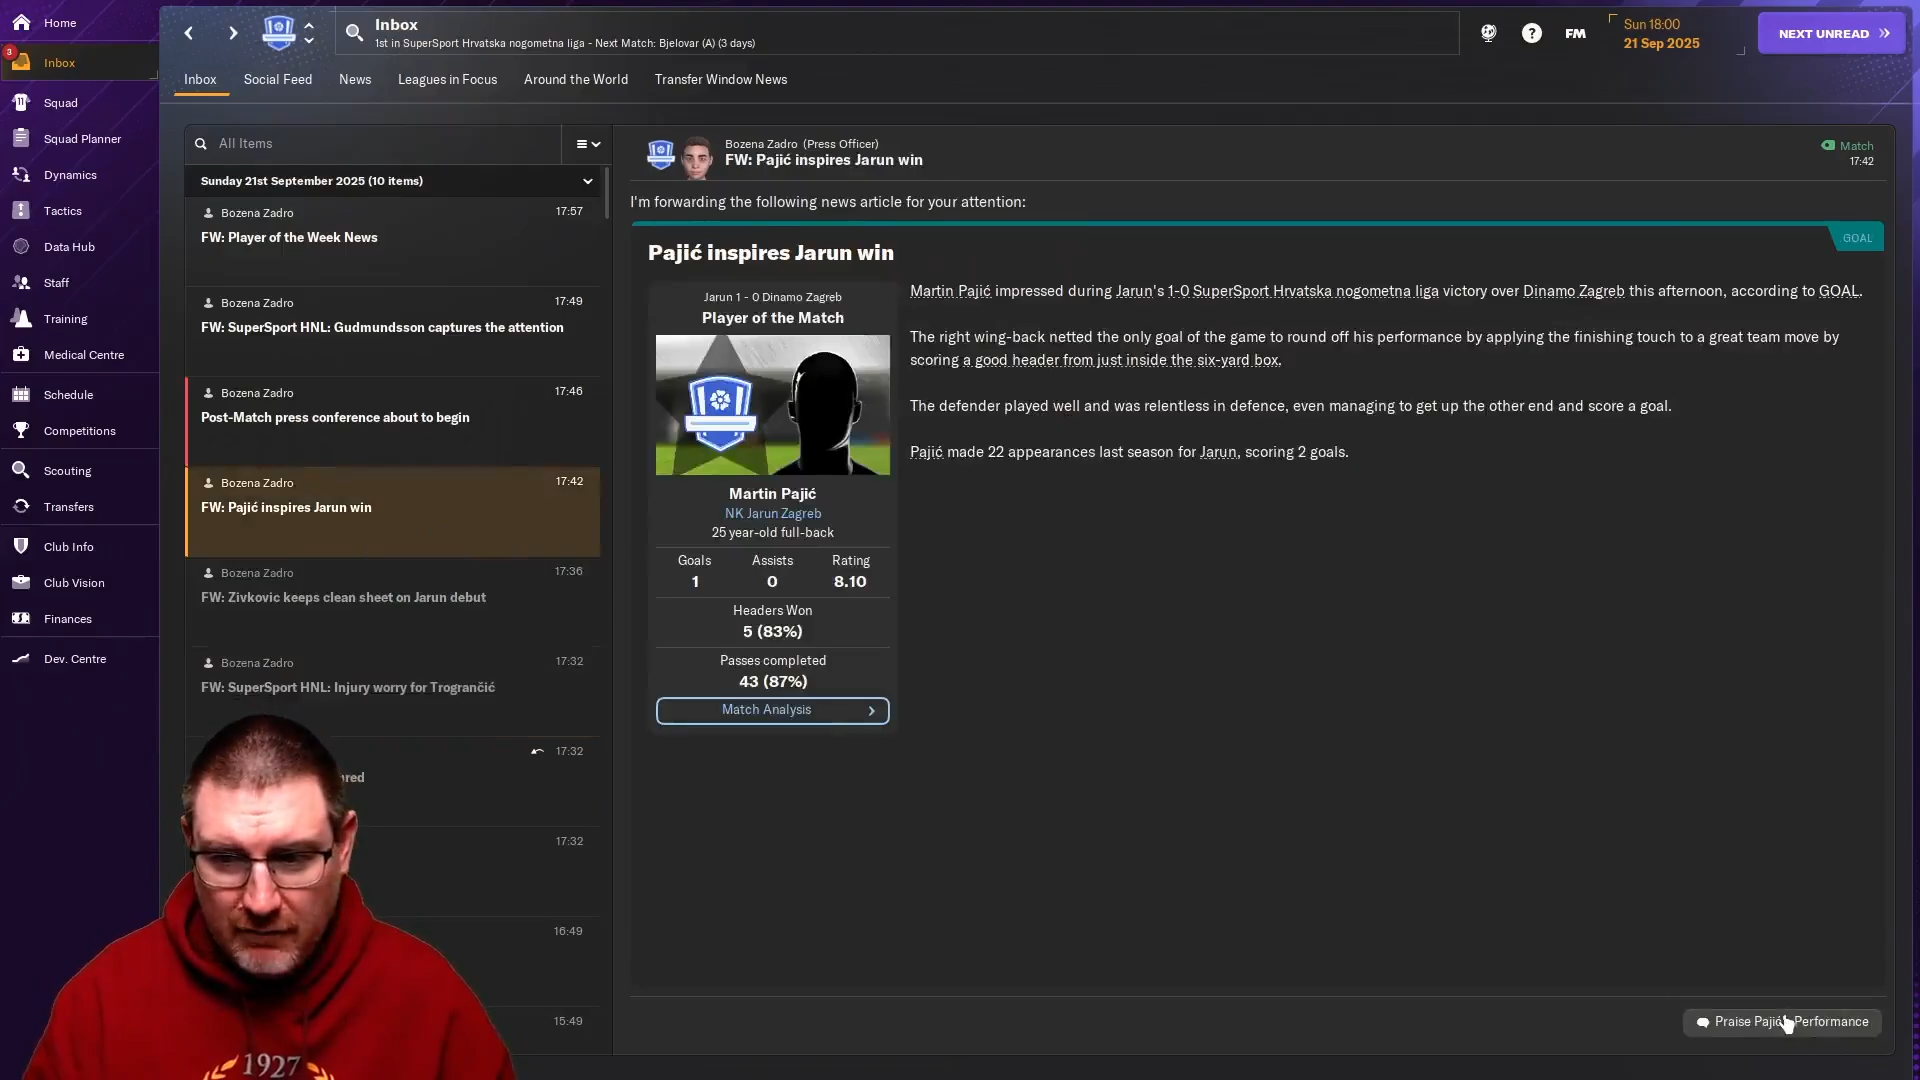 Home
3
Inbox
Squad
Squad Planner
Dynamics
Tactics
Data Hub
Staff
Training
Medical Centre
Schedule
Competitions
Scouting
Transfers
Club Info
Club Vision
Finances
Dev. Centre
Inbox
1st in SuperSport Hrvatska nogometna liga - Next Match: Bjelovar (A) (3 days)
?
FM
Sun 18:00
21 Sep 2025
NEXT UNREAD
Inbox
Social Feed
News
Leagues in Focus
Around the World
Transfer Window News
All Items
Sunday 21st September 2025 (10 items)
Bozena Zadro
17:57
FW: Player of the Week News
Bozena Zadro
17:49
FW: SuperSport HNL: Gudmundsson captures the attention
Bozena Zadro
17:46
Post-Match press conference about to begin
Bozena Zadro
17:42
FW: Pajić inspires Jarun win
Bozena Zadro
17:36
FW: Zivkovic keeps clean sheet on Jarun debut
Bozena Zadro
17:32
FW: SuperSport HNL: Injury worry for Trogrančić
17:32
17:32
16:49
15:49
Bozena Zadro (Press Officer)
FW: Pajić inspires Jarun win
Match
17:42
I'm forwarding the following news article for your attention:
GOAL
Pajić inspires Jarun win
Jarun 1 - 0 Dinamo Zagreb
Player of the Match
Martin Pajić
NK Jarun Zagreb
25 year-old full-back
Goals
Assists
Rating
1
0
8.10
Headers Won
5 (83%)
Passes completed
43 (87%)
Match Analysis
Martin Pajić impressed during Jarun's 1-0 SuperSport Hrvatska nogometna liga victory over Dinamo Zagreb this afternoon, according to GOAL.
The right wing-back netted the only goal of the game to round off his performance by applying the finishing touch to a great team move by
scoring a good header from just inside the six-yard box.
The defender played well and was relentless in defence, even managing to get up the other end and score a goal.
Pajić made 22 appearances last season for Jarun, scoring 2 goals.
Praise Performance
1927